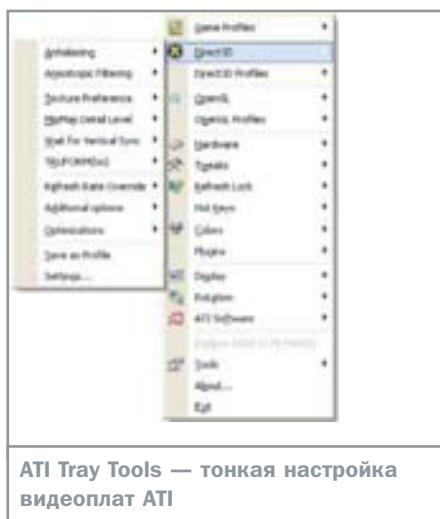 Game Profiles
Direct3D
Direct3D Profiles
OpenGL
OpenGL Profiles
Hardware
Tweaks
Refresh Lock
Hot Keys
Colors
Plugins
Display
Rotation
ATI Software
Tools
About...
Exit
Antialiasing
Anisotropic Filtering
Texture Preference
MipMap Detail Level
Wait for Vertical Sync
TRUFORM(tm)
Refresh Rate Override
Additional options
Optimizations
Save as Profile
Settings...
ATI Tray Tools — тонкая настройка
видеоплат ATI